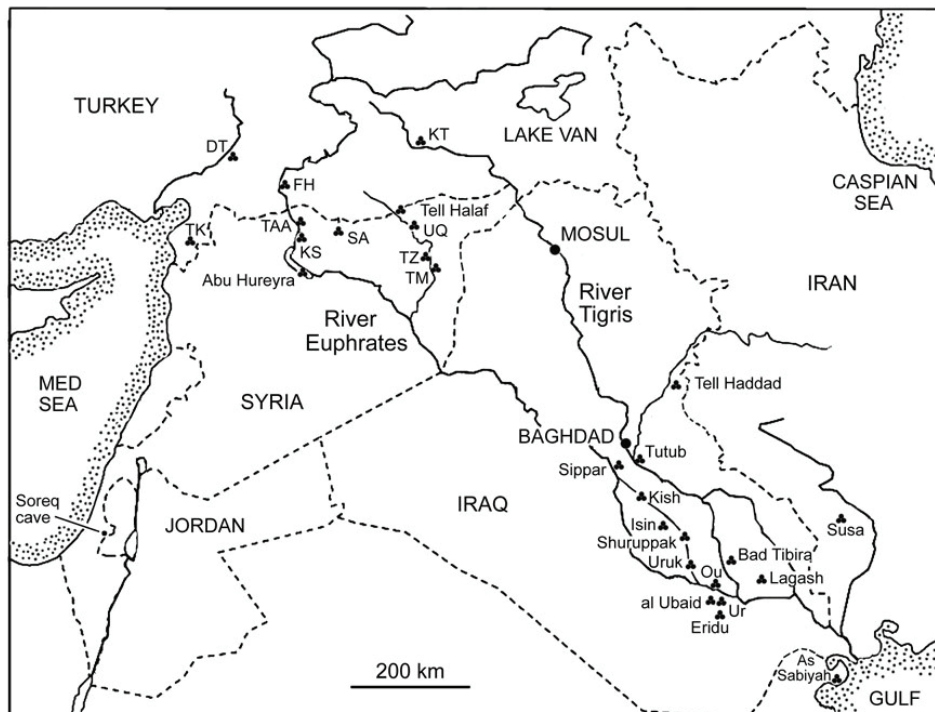 TURKEY
LAKE VAN
KT
DT
CASPIAN
SEA
FH
Tell Halaf
UQ
TAA
TK
SA
KS
MOSUL
TZ
TM
Abu Hureyra
IRAN
River
Tigris
River
Euphrates
MED
SEA
Tell Haddad
SYRIA
BAGHDAD
Tutub
Sippar
Kish
Soreq
cave
IRAQ
JORDAN
Isin
Susa
Shuruppak
Bad Tibira
Uruk
Ou
Lagash
al Ubaid
Ur
Eridu
As
Sabiyah
200 km
GULF